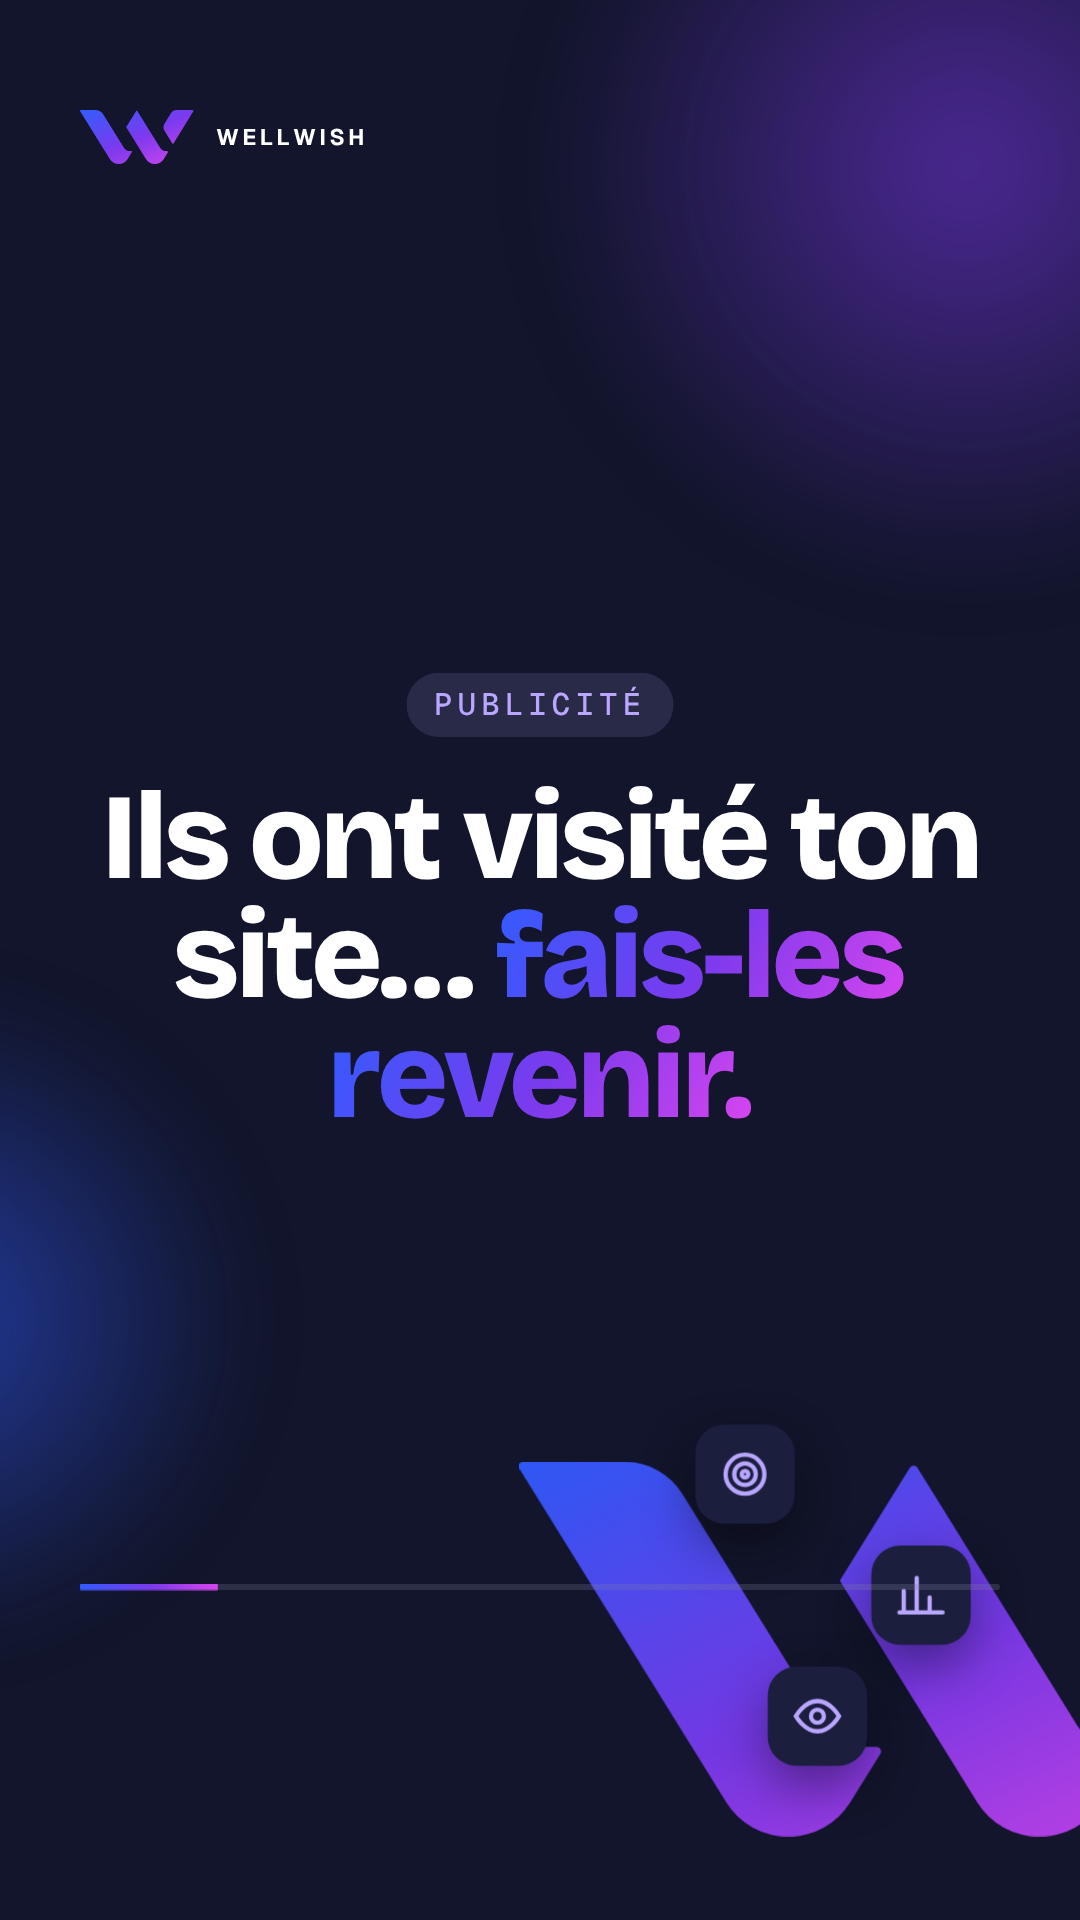 WELLWISH
PUBLICITÉ
Ils ont visité ton
site... fais-les
revenir.